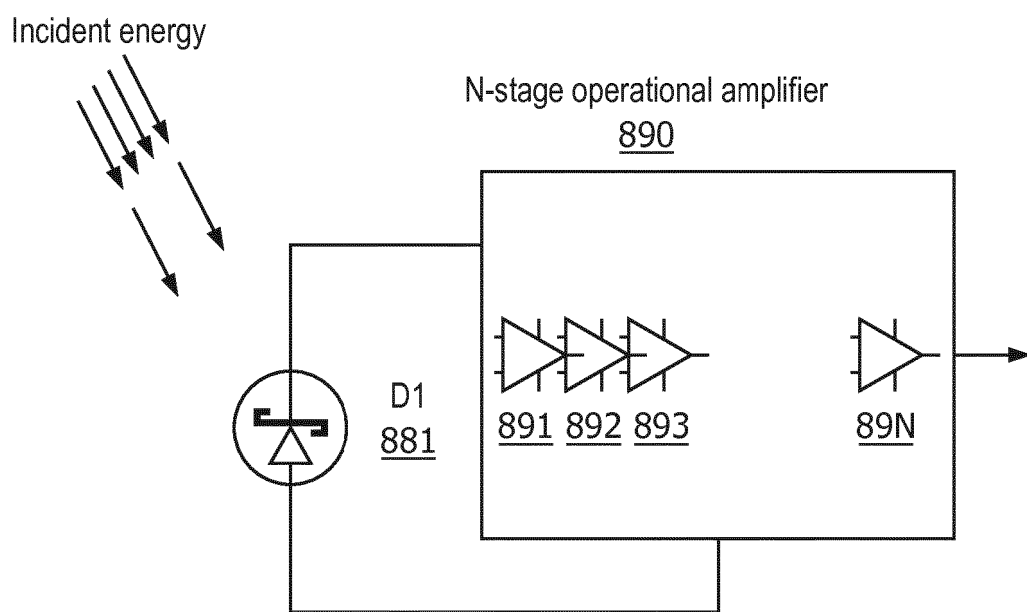 Incident energy
N-stage operational amplifier
890
D1
881
891 892 893 89N